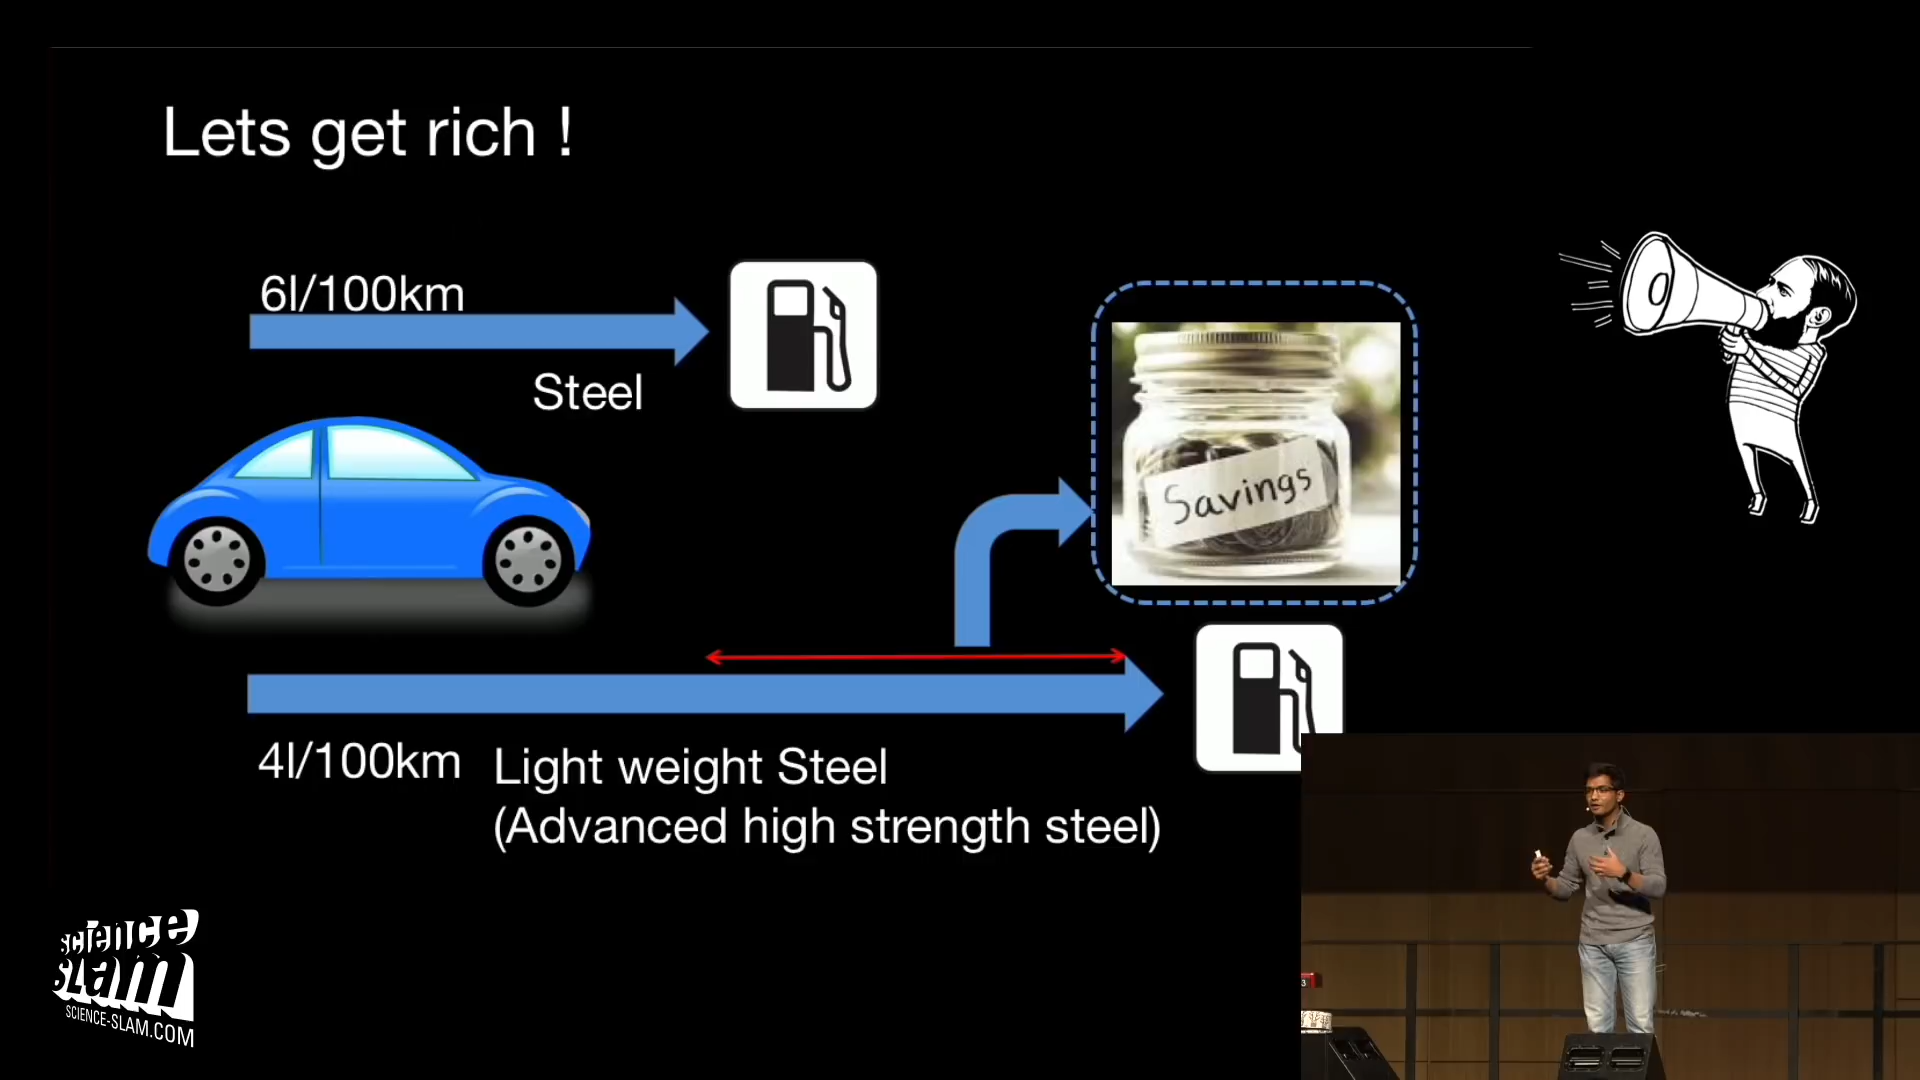 Lets get rich !
6l/100km
Steel
Savings
4l/100km
Light weight Steel
(Advanced high strength steel)
science
slam
SCIENCE-SLAM.COM
3